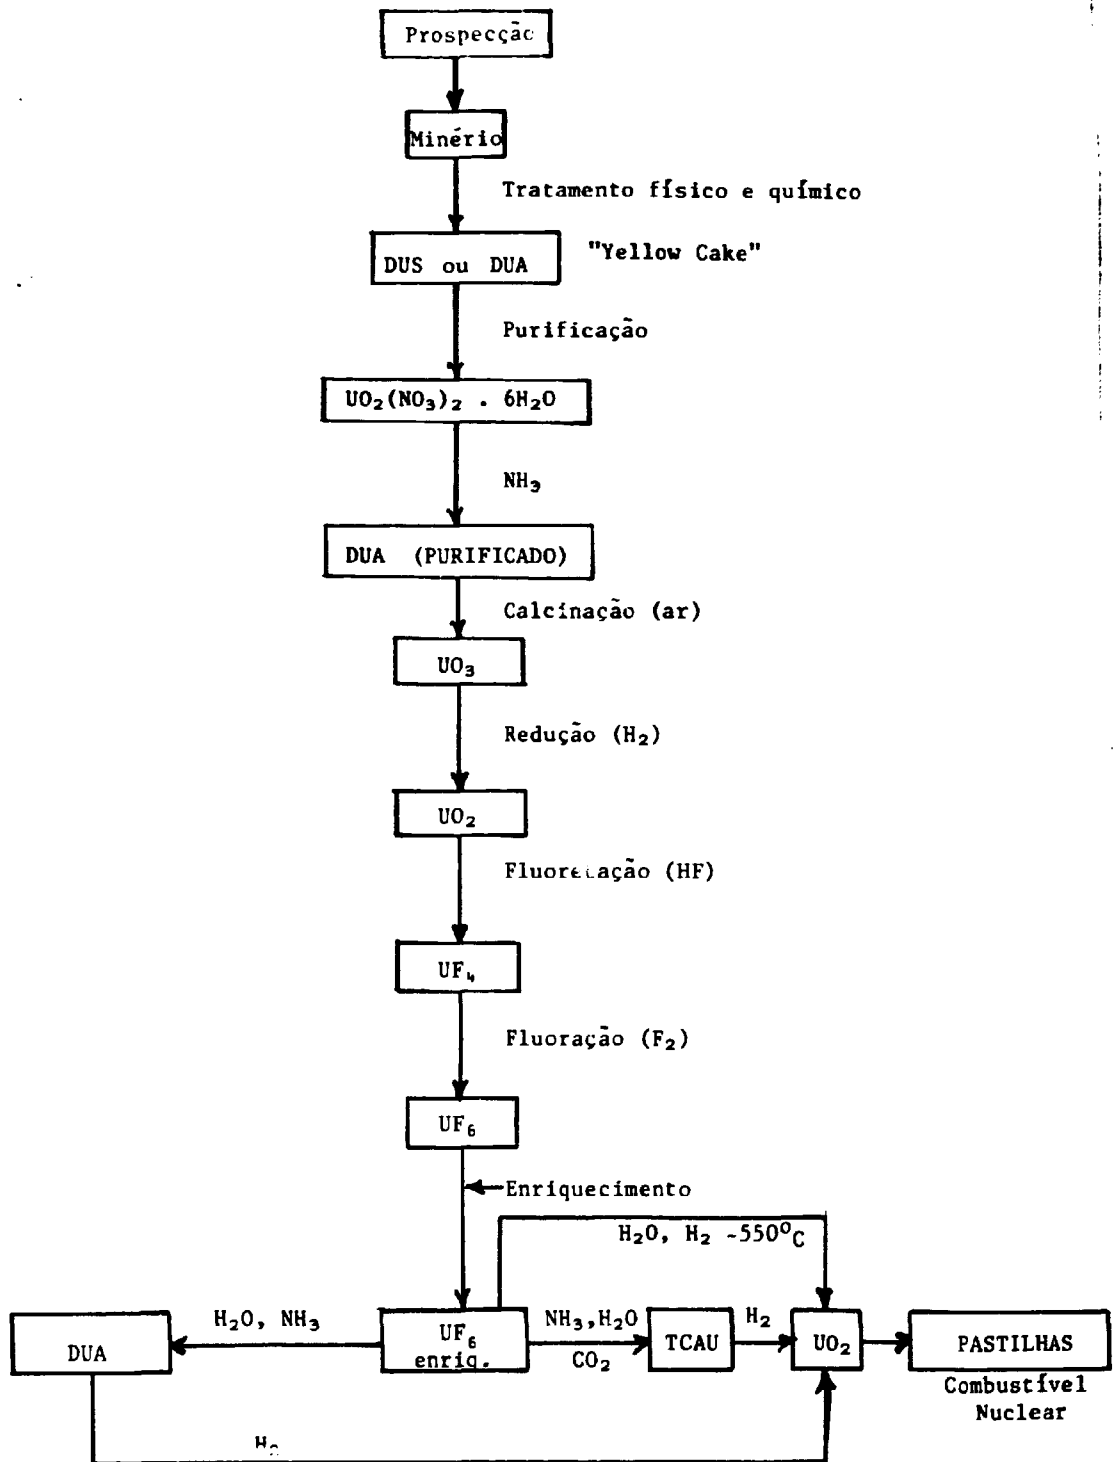 Prospecção
Minério
Tratamento físico e químico
DUS ou DUA
"Yellow Cake"
Purificação
UO₂(NO₃)₂ . 6H₂O
NH₃
DUA (PURIFICADO)
Calcinação (ar)
UO₃
Redução (H₂)
UO₂
(HF)
UF₄
Fluoração (F₂)
UF₆
Enriquecimento
H₂O, H₂ ~550°C
H₂O, NH₃
DUA
UF₆
enriq.
NH₃,H₂O
CO₂
TCAU
H₂
UO₂
PASTILHAS
Combustível
Nuclear
H₂